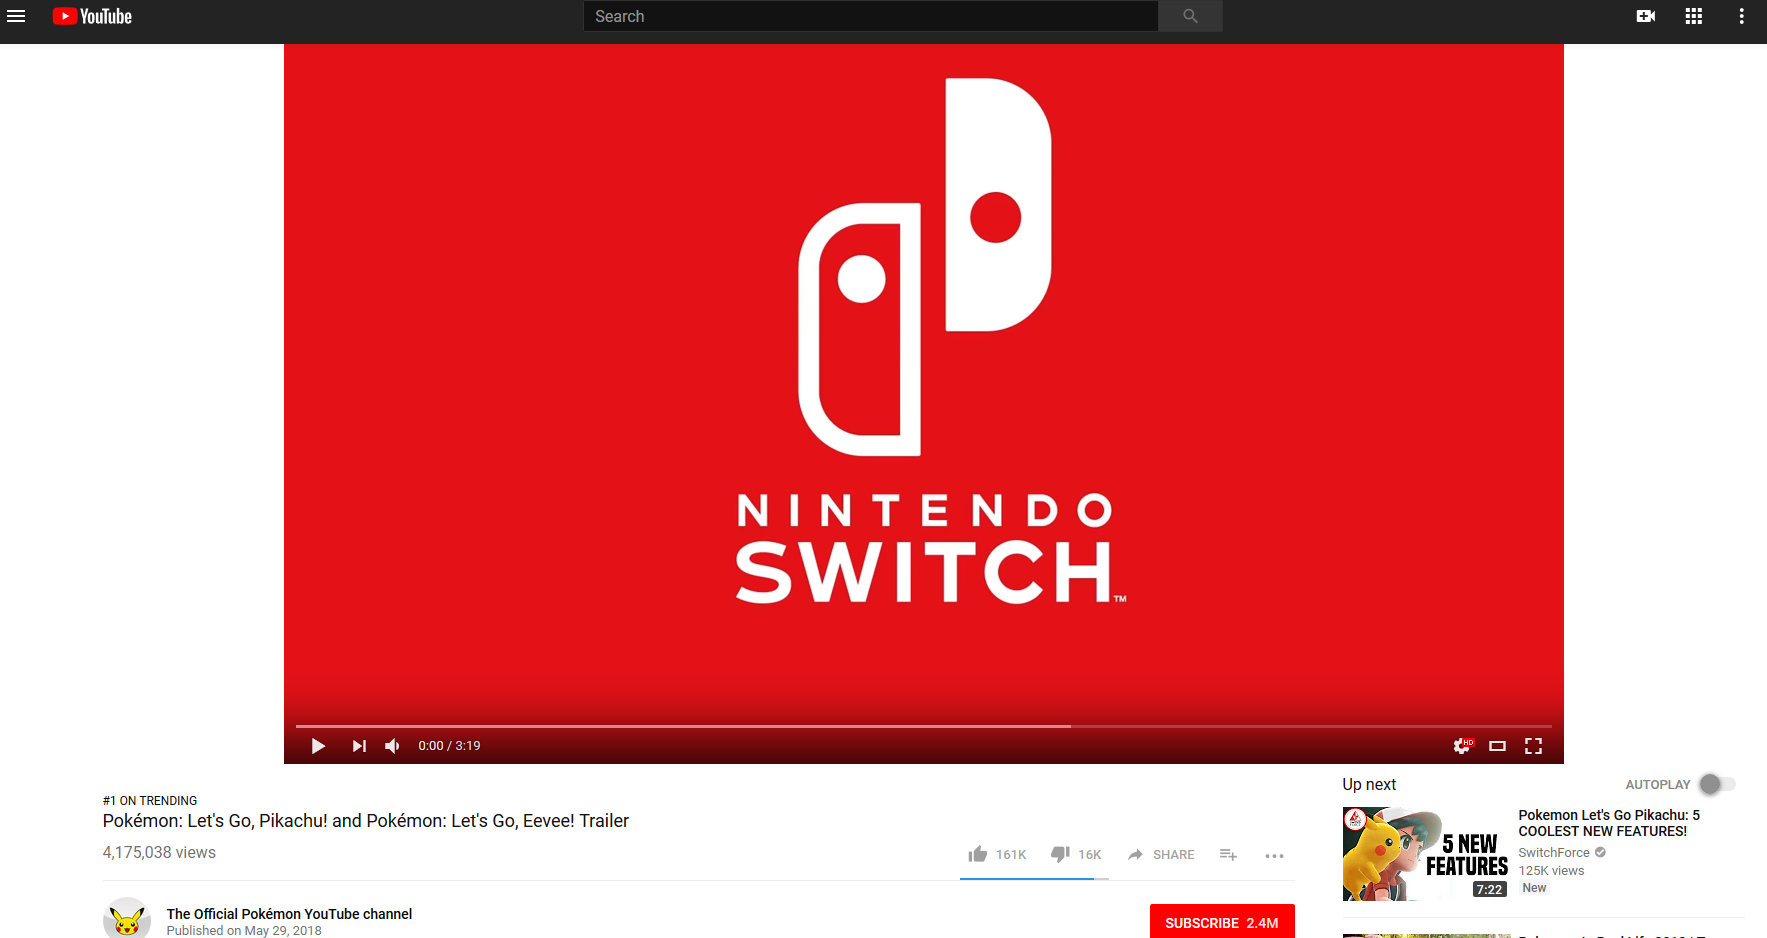 YouTube
Search
NINTENDO
SWITCH™
0:00 / 3:19
HD
#1 ON TRENDING
Pokémon: Let's Go, Pikachu! and Pokémon: Let's Go, Eevee! Trailer
4,175,038 views
161K
16K
SHARE
The Official Pokémon YouTube channel
Published on May 29, 2018
SUBSCRIBE 2.4M
Up next
AUTOPLAY
5 NEW
FEATURES
7:22
Pokemon Let's Go Pikachu: 5
COOLEST NEW FEATURES!
SwitchForce
125K views
New